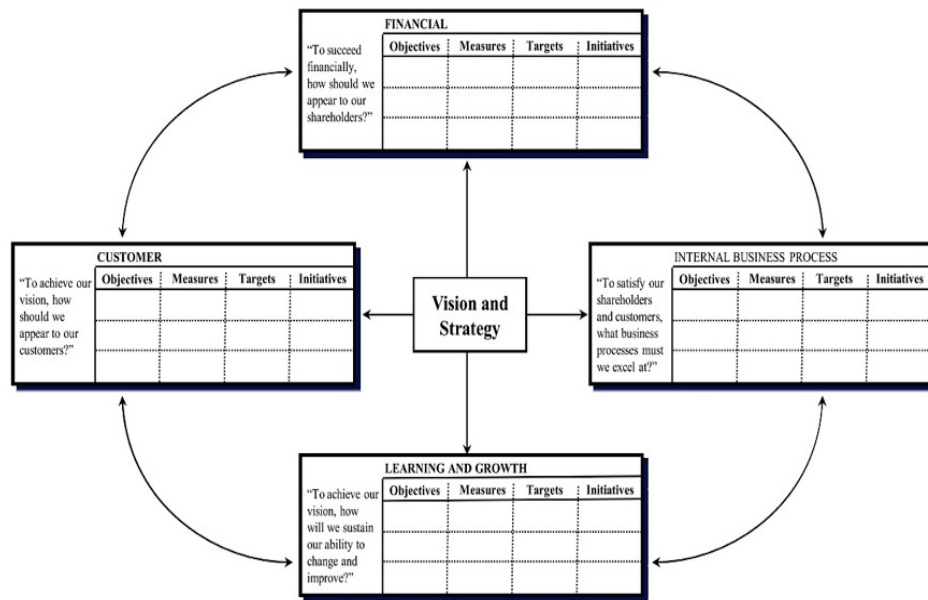 FINANCIAL
“To succeed
financially,
how should we
appear to our
shareholders?”
Objectives Measures Targets Initiatives
CUSTOMER
“To achieve our
vision, how
should we
appear to our
customers?”
Objectives Measures Targets Initiatives
Vision and
Strategy
INTERNAL BUSINESS PROCESS
“To satisfy our
shareholders
and customers,
what business
processes must
we excel at?”
Objectives Measures Targets Initiatives
LEARNING AND GROWTH
“To achieve our
vision, how
will we sustain
our ability to
change and
improve?”
Objectives Measures Targets Initiatives